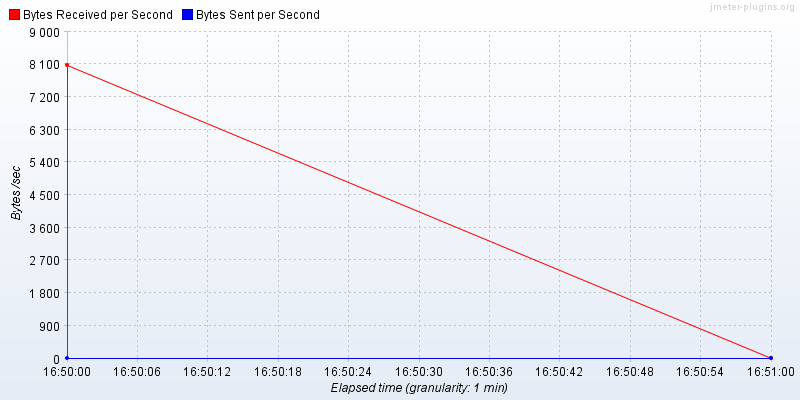 Bytes Received per Second Bytes Sent per Second
jmeter-plugins.org
9 000
8 100
7 200
6 300
5 400
4 500
3 600
2 700
1 800
900
0
Bytes /sec
16:50:00 16:50:06 16:50:12 16:50:18 16:50:24 16:50:30 16:50:36 16:50:42 16:50:48 16:50:54 16:51:00
Elapsed time (granularity: 1 min)